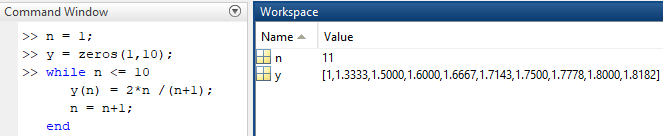 Command Window
>> n = 1;
>> y = zeros(1,10);
>> while n <= 10
y(n) = 2*n /(n+1);
n = n+1;
end
Workspace
Name Value
n 11
y [1,1.3333,1.5000,1.6000,1.6667,1.7143,1.7500,1.7778,1.8000,1.8182]